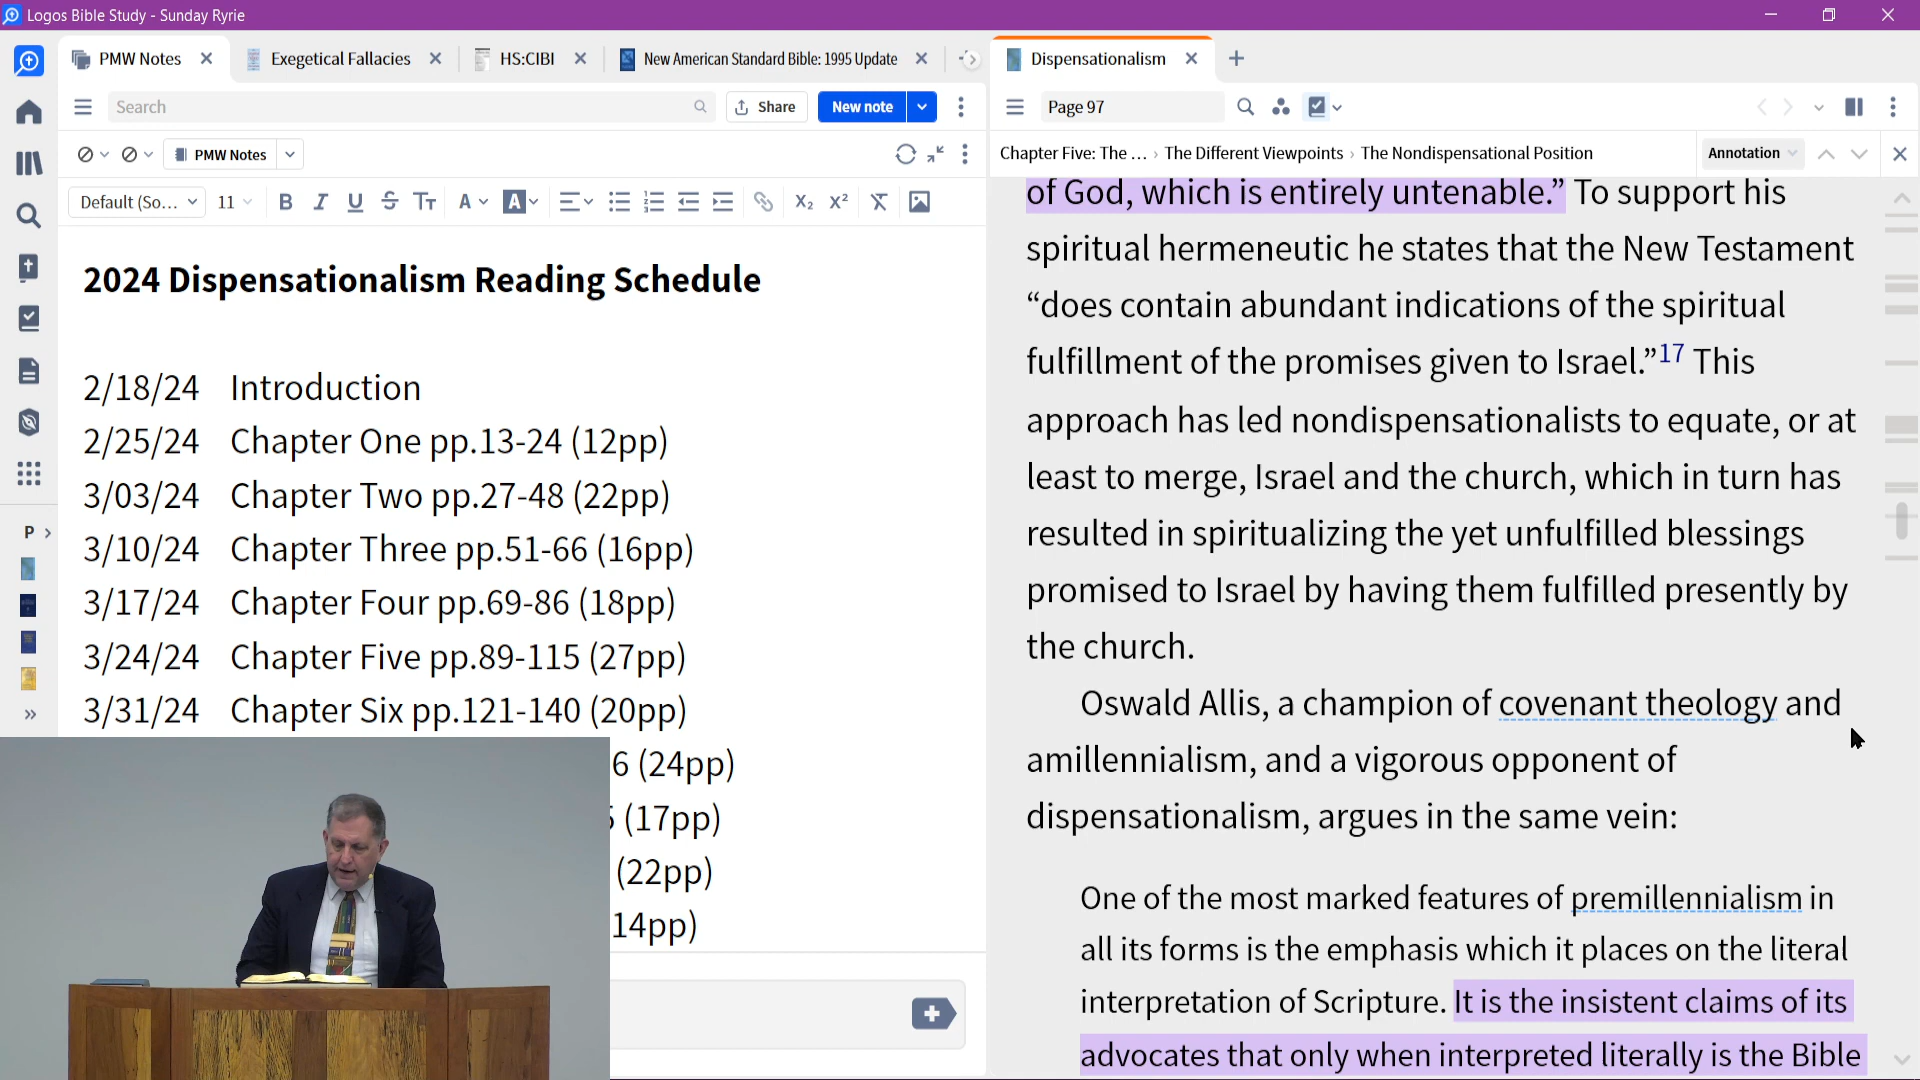 Logos Bible Study - Sunday Ryrie
PMW Notes
Exegetical Fallacies
HS:CIBI
New American Standard Bible: 1995 Update
Search
Share
New note
PMW Notes
Default (So...
11
2024 Dispensationalism Reading Schedule
2/18/24 Introduction
2/25/24 Chapter One pp.13-24 (12pp)
3/03/24 Chapter Two pp.27-48 (22pp)
3/10/24 Chapter Three pp.51-66 (16pp)
3/17/24 Chapter Four pp.69-86 (18pp)
3/24/24 Chapter Five pp.89-115 (27pp)
3/31/24 Chapter Six pp.121-140 (20pp)
6 (24pp)
(17pp)
(22pp)
14pp)
P
Dispensationalism
Page 97
Chapter Five: The ... › The Different Viewpoints › The Nondispensational Position
Annotation
of God, which is entirely untenable.” To support his
spiritual hermeneutic he states that the New Testament
“does contain abundant indications of the spiritual
fulfillment of the promises given to Israel.”17 This
approach has led nondispensationalists to equate, or at
least to merge, Israel and the church, which in turn has
resulted in spiritualizing the yet unfulfilled blessings
promised to Israel by having them fulfilled presently by
the church.
Oswald Allis, a champion of covenant theology and
amillennialism, and a vigorous opponent of
dispensationalism, argues in the same vein:
One of the most marked features of premillennialism in
all its forms is the emphasis which it places on the literal
interpretation of Scripture. It is the insistent claims of its
advocates that only when interpreted literally is the Bible